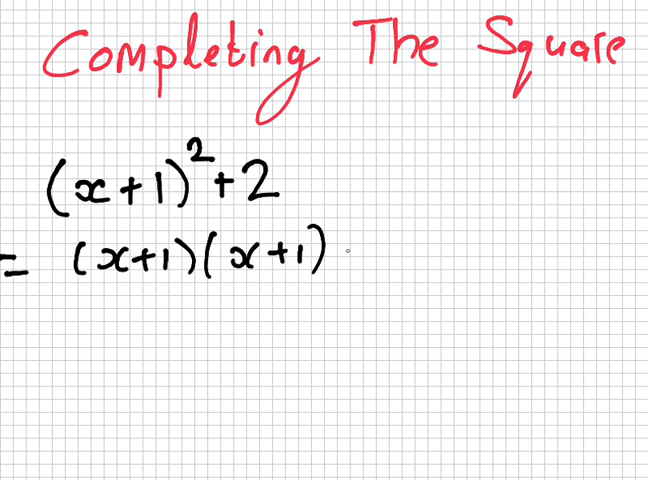 Completing The Square
(x+1)²+2
= (x+1)(x+1)